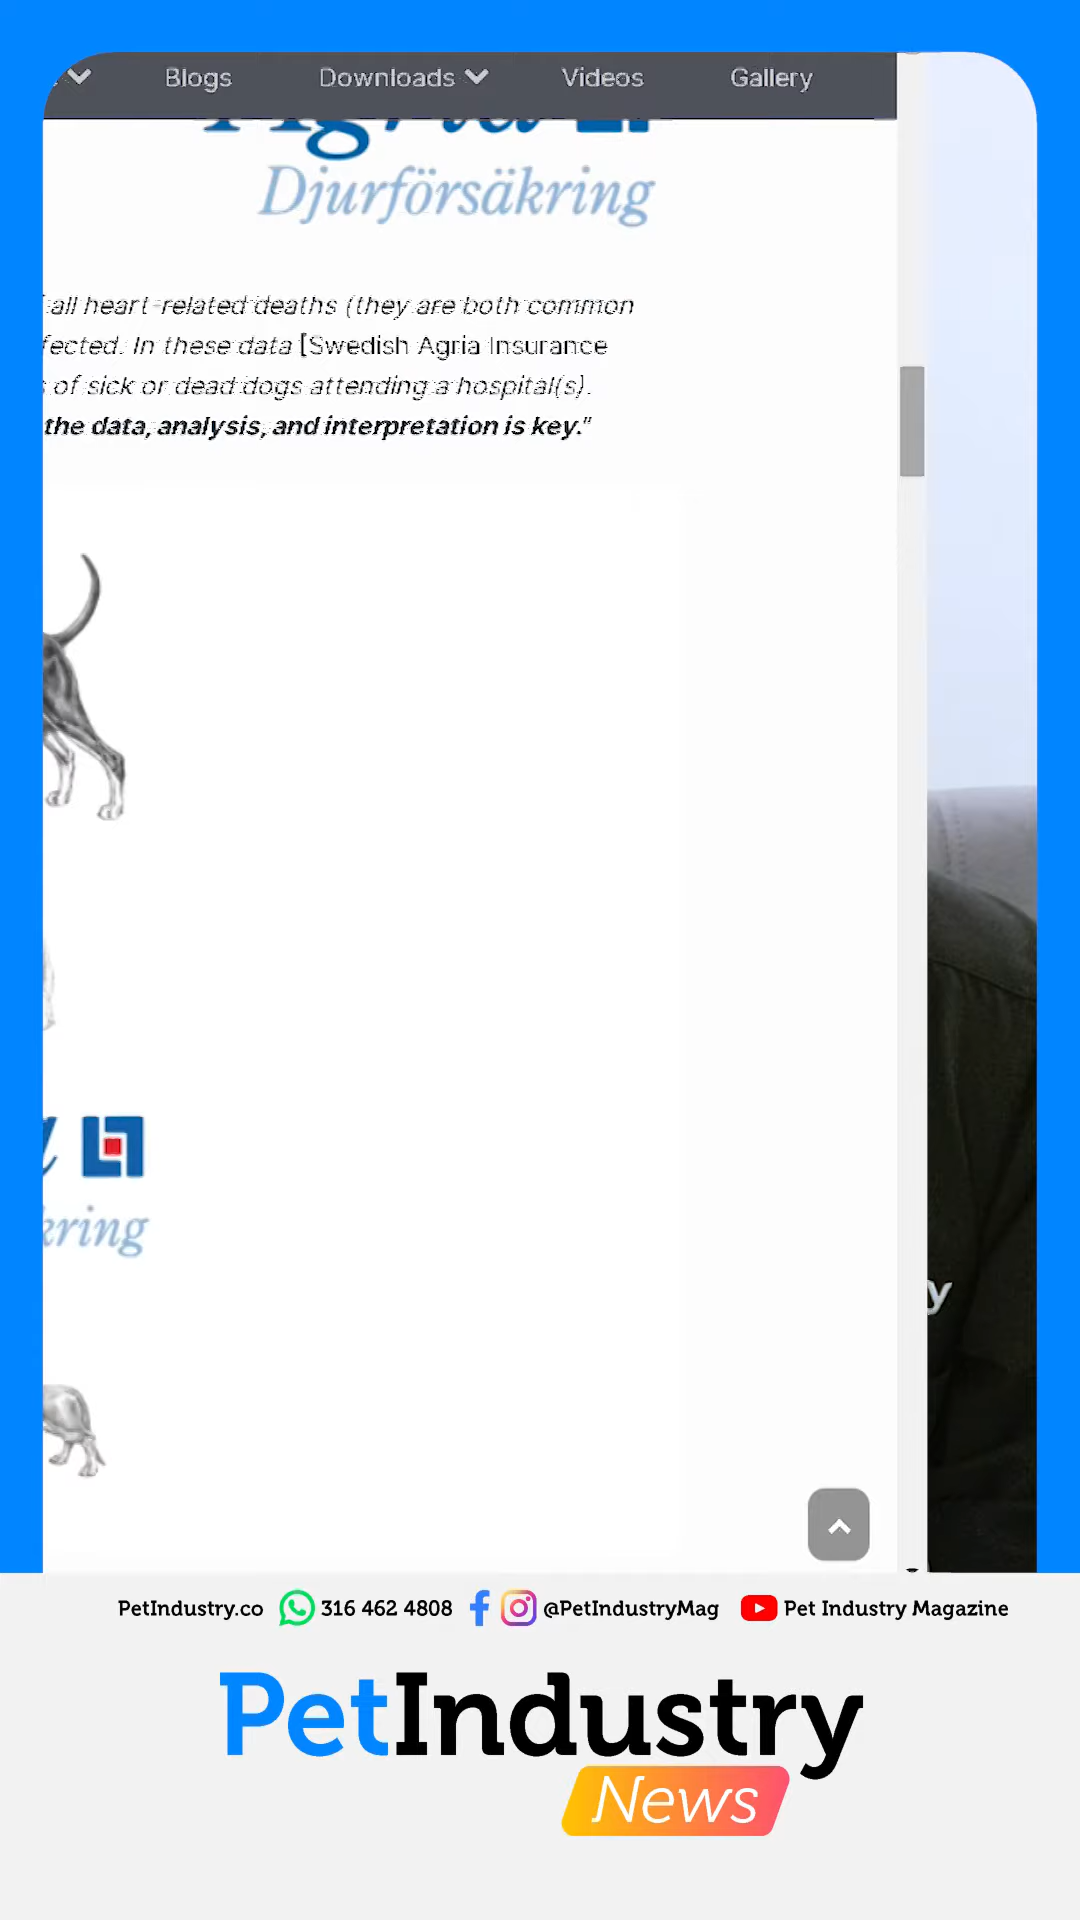 Blogs
Downloads
Videos
Gallery
Djurförsäkring
all heart-related deaths (they are both common
fected. In these data [Swedish Agria Insurance
of sick or dead dogs attending a hospital(s).
the data, analysis, and interpretation is key."
kring
y
PetIndustry.co 316 462 4808 @PetIndustryMag Pet Industry Magazine
PetIndustry
News